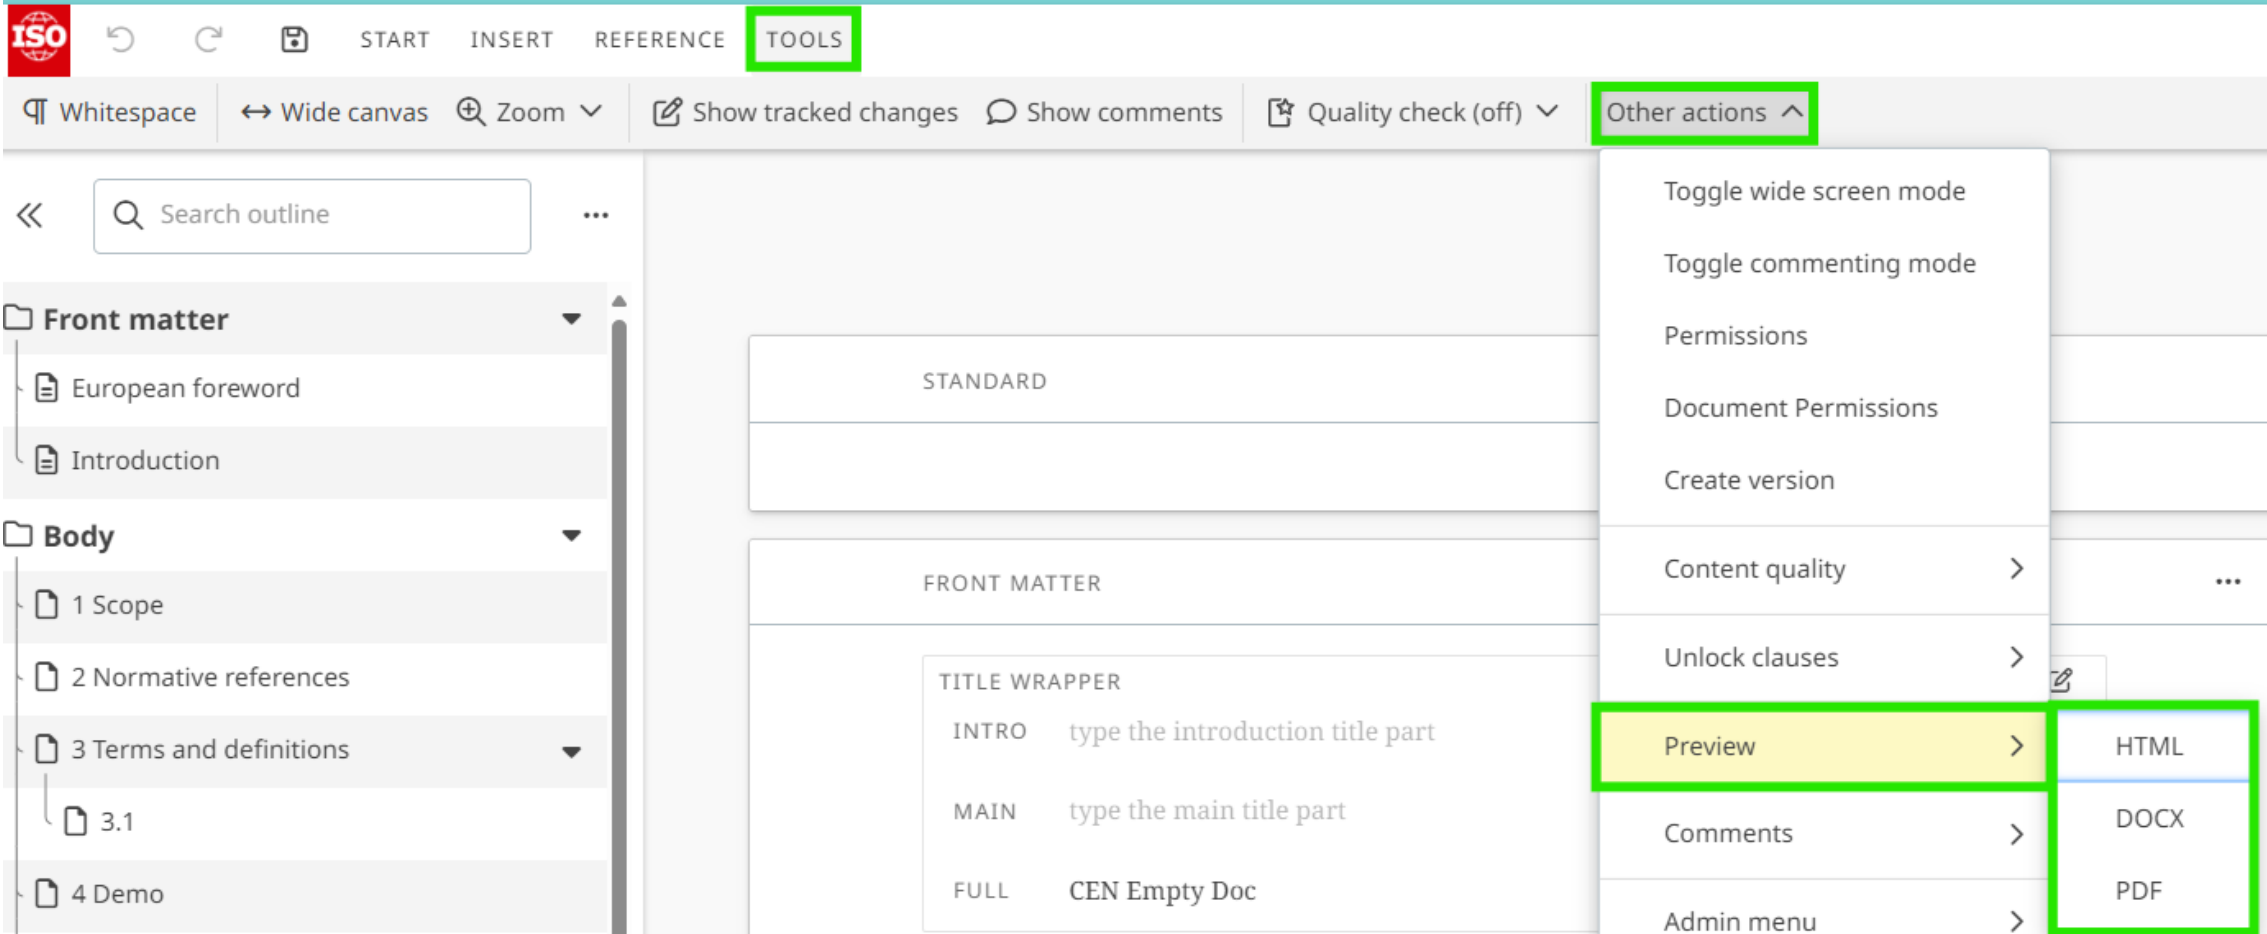 ISO
START INSERT REFERENCE TOOLS
Whitespace Wide canvas Zoom Show tracked changes Show comments Quality check (off) Other actions
Search outline
Front matter
European foreword
Introduction
Body
1 Scope
2 Normative references
3 Terms and definitions
3.1
4 Demo
STANDARD
FRONT MATTER
TITLE WRAPPER
INTRO type the introduction title part
MAIN type the main title part
FULL CEN Empty Doc
Toggle wide screen mode
Toggle commenting mode
Permissions
Document Permissions
Create version
Content quality
Unlock clauses
Preview
Comments
Admin menu
HTML
DOCX
PDF